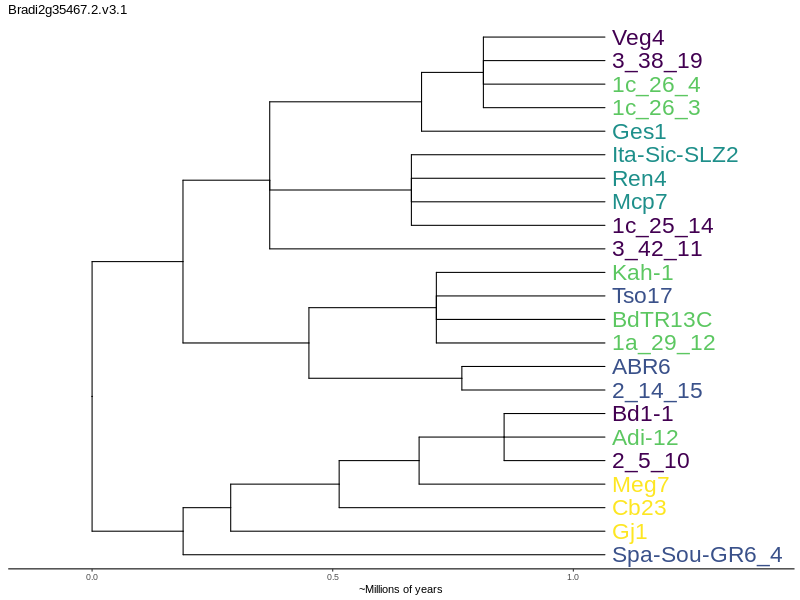 Bradi2g35467.2.v3.1
Veg4
3_38_19
1c_26_4
1c_26_3
Ges1
Ita-Sic-SLZ2
Ren4
Mcp7
1c_25_14
3_42_11
Kah-1
Tso17
BdTR13C
1a_29_12
ABR6
2_14_15
Bd1-1
Adi-12
2_5_10
Meg7
Cb23
Gj1
Spa-Sou-GR6_4
0.0 0.5 1.0
~Millions of years